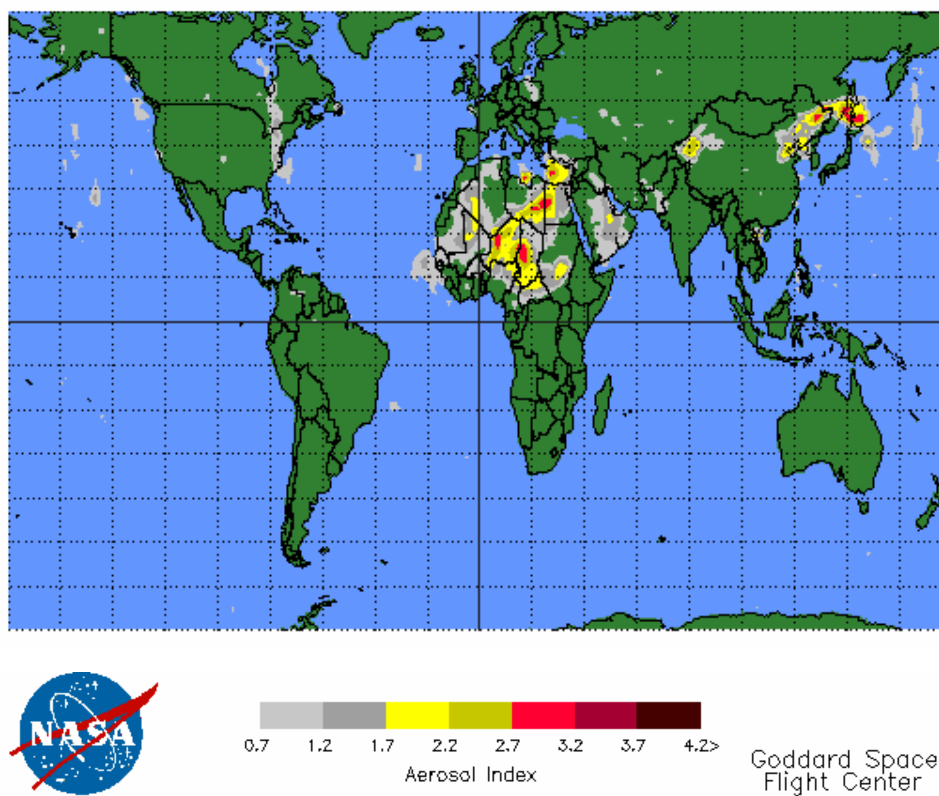 NASA
0.7 1.2 1.7 2.2 2.7 3.2 3.7 4.2>
Aerosol Index
Goddard Space
Flight Center